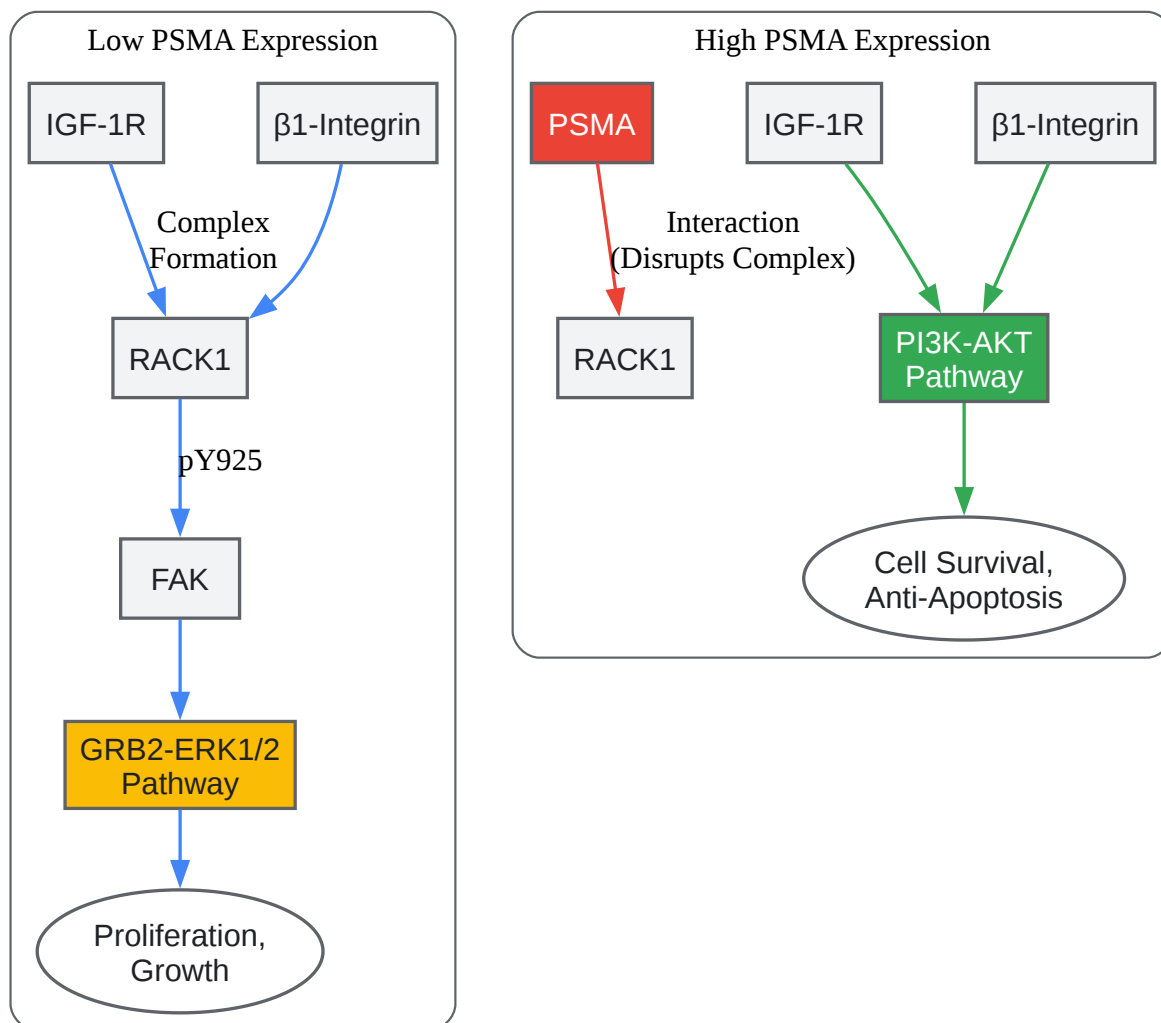 Low PSMA Expression
IGF-1R
β1-Integrin
Complex
Formation
RACK1
pY925
FAK
GRB2-ERK1/2
Pathway
Proliferation,
Growth
High PSMA Expression
PSMA
IGF-1R
β1-Integrin
Interaction
(Disrupts Complex)
RACK1
PI3K-AKT
Pathway
Cell Survival,
Anti-Apoptosis